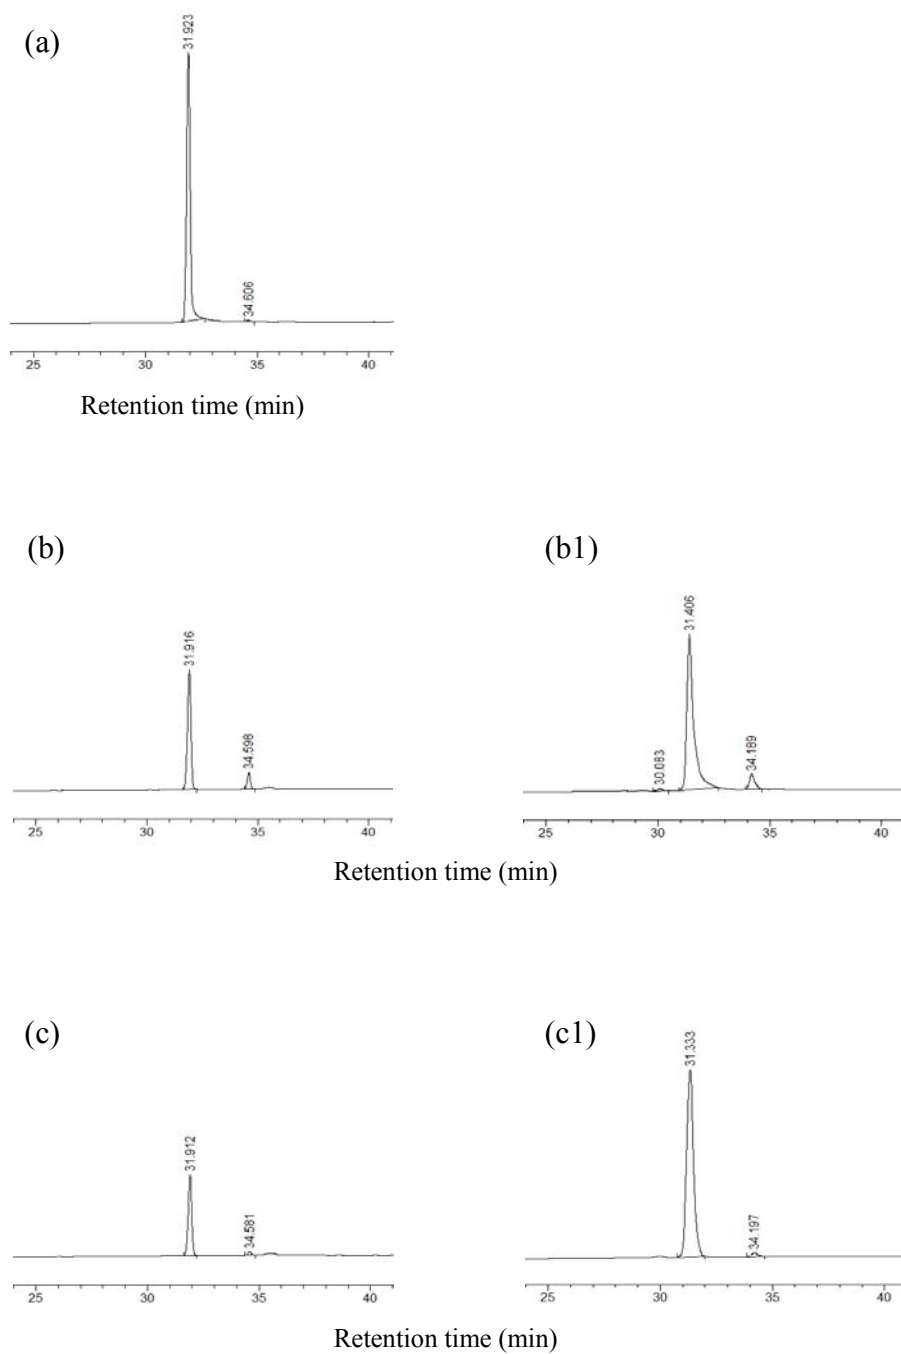 (a)
31.923
34.606
25 30 35 40
Retention time (min)
(b) (b1)
31.916
34.598
31.406
30.083
34.189
25 30 35 40
25 30 35 40
Retention time (min)
(c) (c1)
31.912
34.581
31.333
34.197
25 30 35 40
25 30 35 40
Retention time (min)